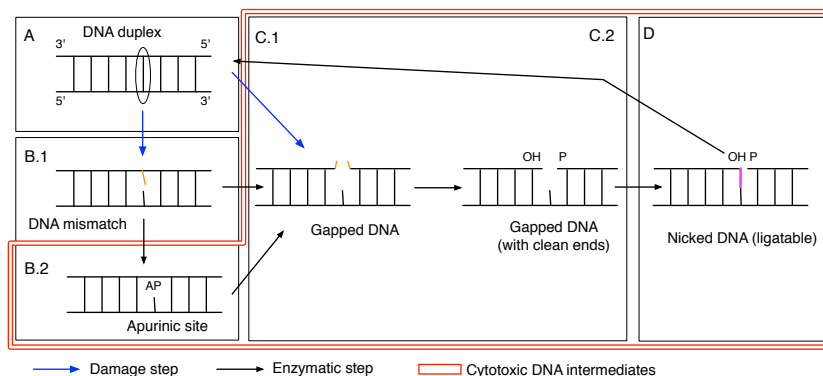 A
DNA duplex
3'
5'
5'
3'
B.1
DNA mismatch
B.2
AP
Apurinic site
C.1
C.2
Gapped DNA
OH P
Gapped DNA
(with clean ends)
D
OH P
Nicked DNA (ligatable)
Damage step
Enzymatic step
Cytotoxic DNA intermediates